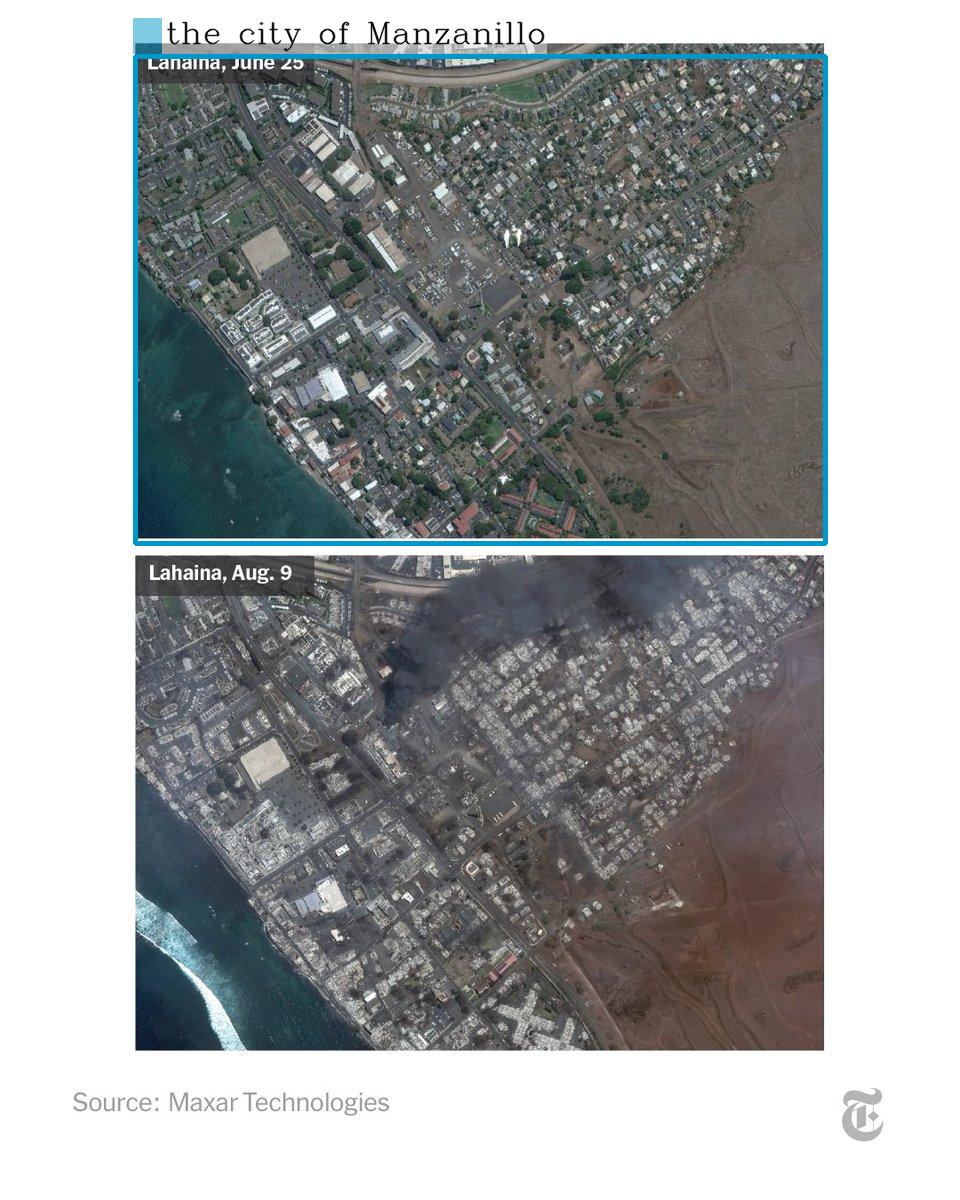 the city of Manzanillo
Lahaina, June 25
Lahaina, Aug. 9
Source: Maxar Technologies